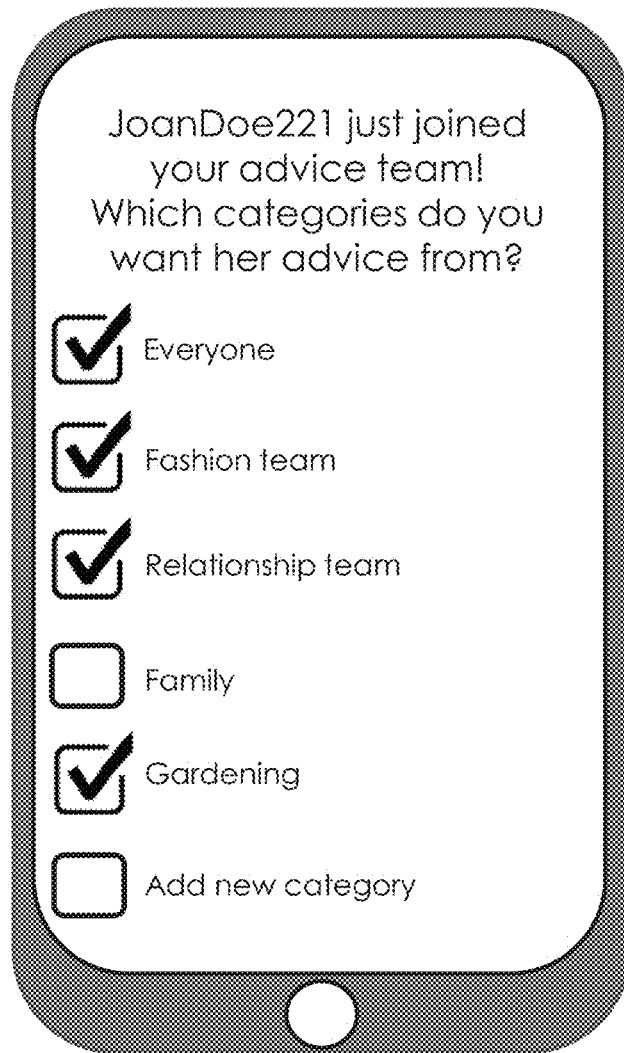 JoanDoe221 just joined
your advice team!
Which categories do you
want her advice from?
Everyone
Fashion team
Relationship team
Family
Gardening
Add new category